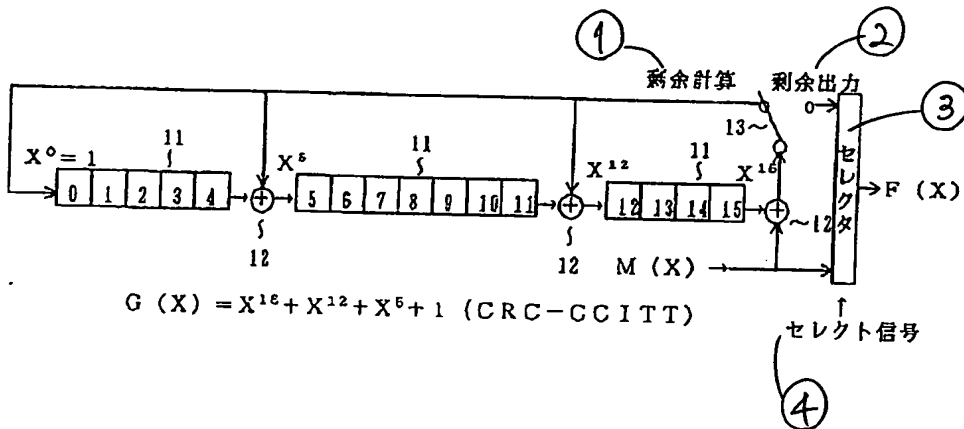 ① ②
剰余計算 剰余出力
③
13~
X⁰=1 11 X⁵ 11 X¹² 11 X¹⁶
セレクタ
0 1 2 3 4 5 6 7 8 9 10 11 12 13 14 15
F (X)
12 12 ~12
M (X)
G (X) =X¹⁶+X¹²+X⁵+1 (CRC-CCITT)
セレクト信号
④